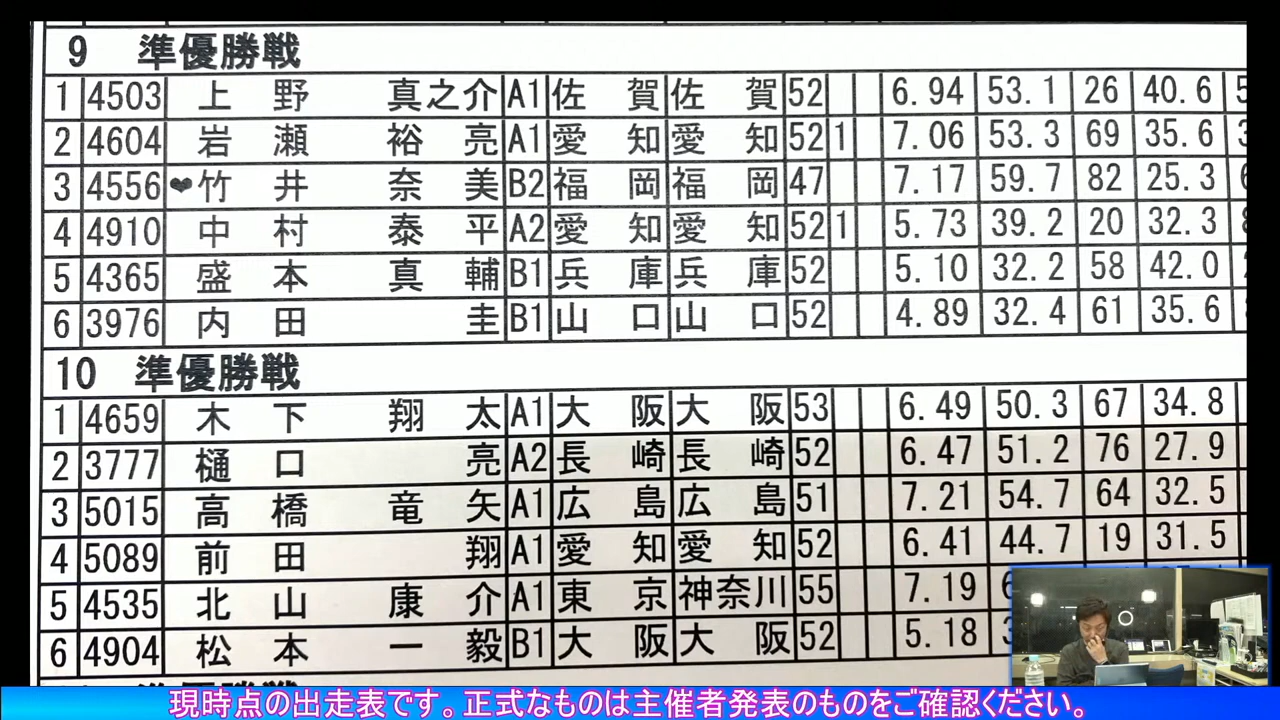 9 準優勝戦
1 4503 上野 真之介 A1 佐賀 佐賀 52 6.94 53.1 26 40.6 5
2 4604 岩瀬 裕亮 A1 愛知 愛知 52 1 7.06 53.3 69 35.6 3
3 4556 ❤竹井 奈美 B2 福岡 福岡 47 7.17 59.7 82 25.3 6
4 4910 中村 泰平 A2 愛知 愛知 52 1 5.73 39.2 20 32.3 8
5 4365 盛本 真輔 B1 兵庫 兵庫 52 5.10 32.2 58 42.0
6 3976 内田 圭 B1 山口 山口 52 4.89 32.4 61 35.6
10 準優勝戦
1 4659 木下 翔太 A1 大阪 大阪 53 6.49 50.3 67 34.8
2 3777 樋口 亮 A2 長崎 長崎 52 6.47 51.2 76 27.9
3 5015 高橋 竜矢 A1 広島 広島 51 7.21 54.7 64 32.5
4 5089 前田 翔 A1 愛知 愛知 52 6.41 44.7 19 31.5
5 4535 北山 康介 A1 東京 神奈川 55 7.19 6
6 4904 松本 一毅 B1 大阪 大阪 52 5.18 3
現時点の出走表です。正式なものは主催者発表のものをご確認ください。